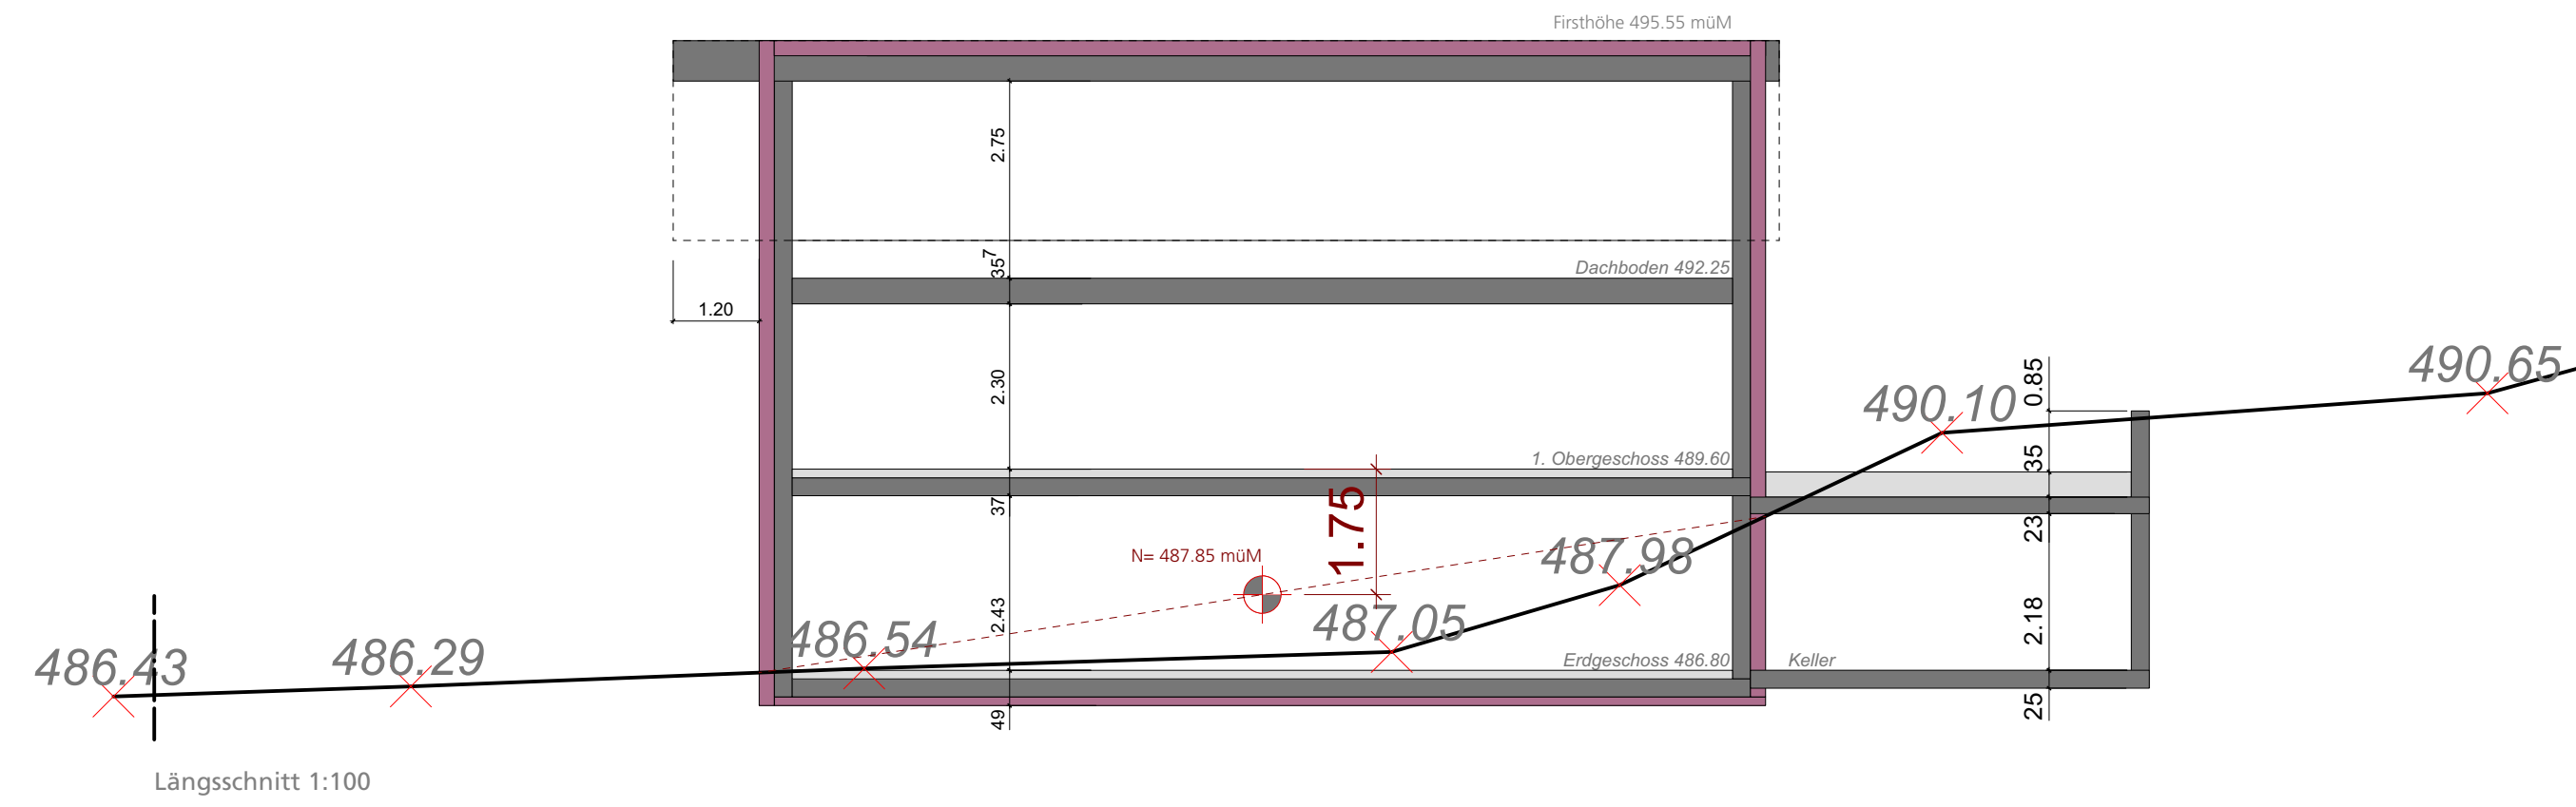 Firsthöhe 495.55 müM
2.75
35⁷
Dachboden 492.25
1.20
2.30
0.85
490.65
490.10
1. Obergeschoss 489.60
35
37
1.75
23
N= 487.85 müM
487.98
2.43
2.18
487.05
486.54
486.29
486.43
Erdgeschoss 486.80
Keller
49
25
Längsschnitt 1:100